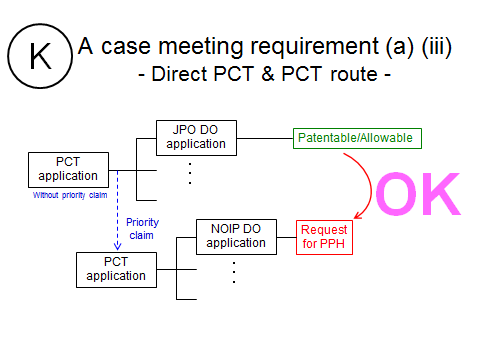 K
A case meeting requirement (a) (iii)
- Direct PCT & PCT route -
JPO DO
application
Patentable/Allowable
PCT
application
Without priority claim
OK
Priority
claim
NOIP DO
application
Request
for PPH
PCT
application